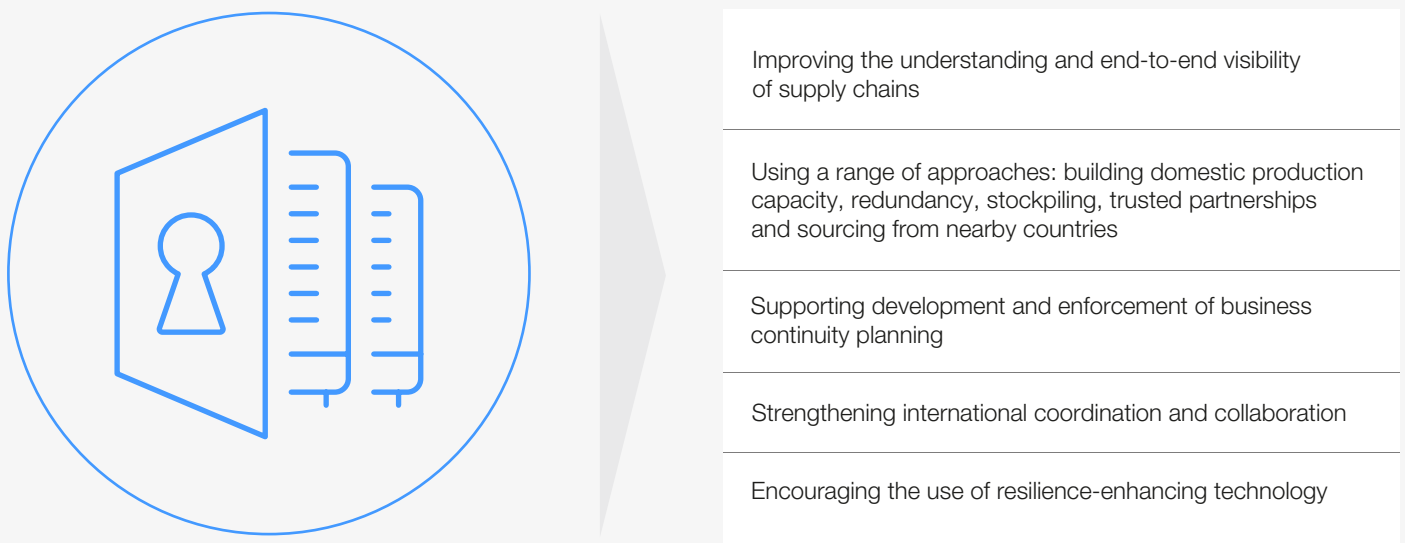 Improving the understanding and end-to-end visibility
of supply chains
Using a range of approaches: building domestic production
capacity, redundancy, stockpiling, trusted partnerships
and sourcing from nearby countries
Supporting development and enforcement of business
continuity planning
Strengthening international coordination and collaboration
Encouraging the use of resilience-enhancing technology